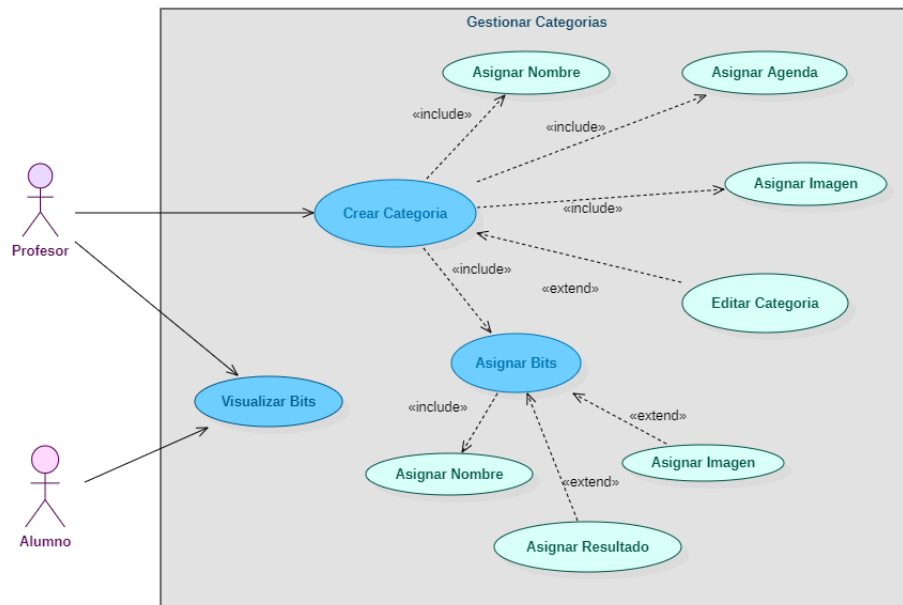 Gestionar Categorias
Asignar Nombre
Asignar Agenda
«include»
«include»
Asignar Imagen
«include»
Profesor
Crear Categoria
«include»
«extend»
Editar Categoria
Asignar Bits
Visualizar Bits
«include»
«extend»
Asignar Nombre
Asignar Imagen
«extend»
Alumno
Asignar Resultado